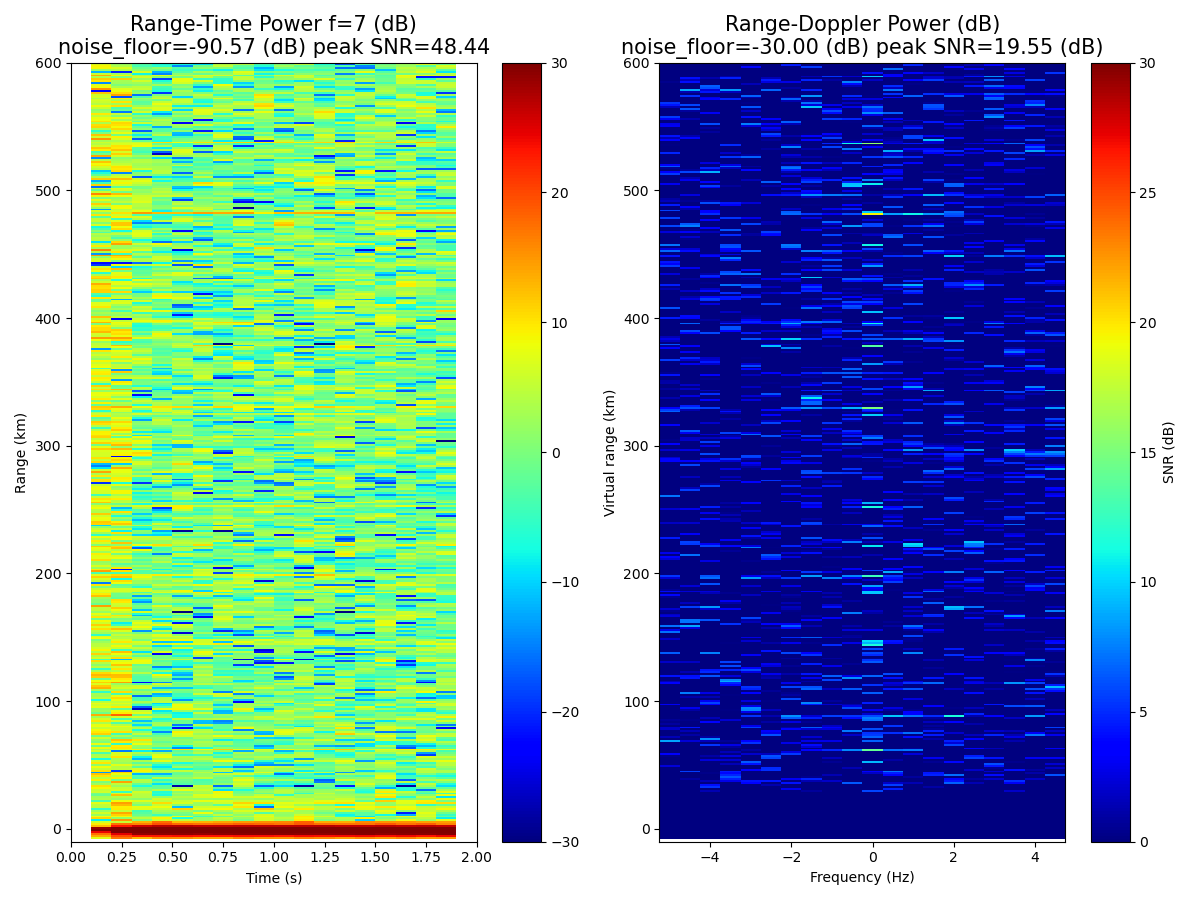 Range-Time Power f=7 (dB)
noise_floor=-90.57 (dB) peak SNR=48.44
Range-Doppler Power (dB)
noise_floor=-30.00 (dB) peak SNR=19.55 (dB)
600
500
400
300
200
100
0
Range (km)
0.00 0.25 0.50 0.75 1.00 1.25 1.50 1.75 2.00
Time (s)
30
20
10
0
−10
−20
−30
600
500
400
300
200
100
0
Virtual range (km)
−4 −2 0 2 4
Frequency (Hz)
30
25
20
15
10
5
0
SNR (dB)